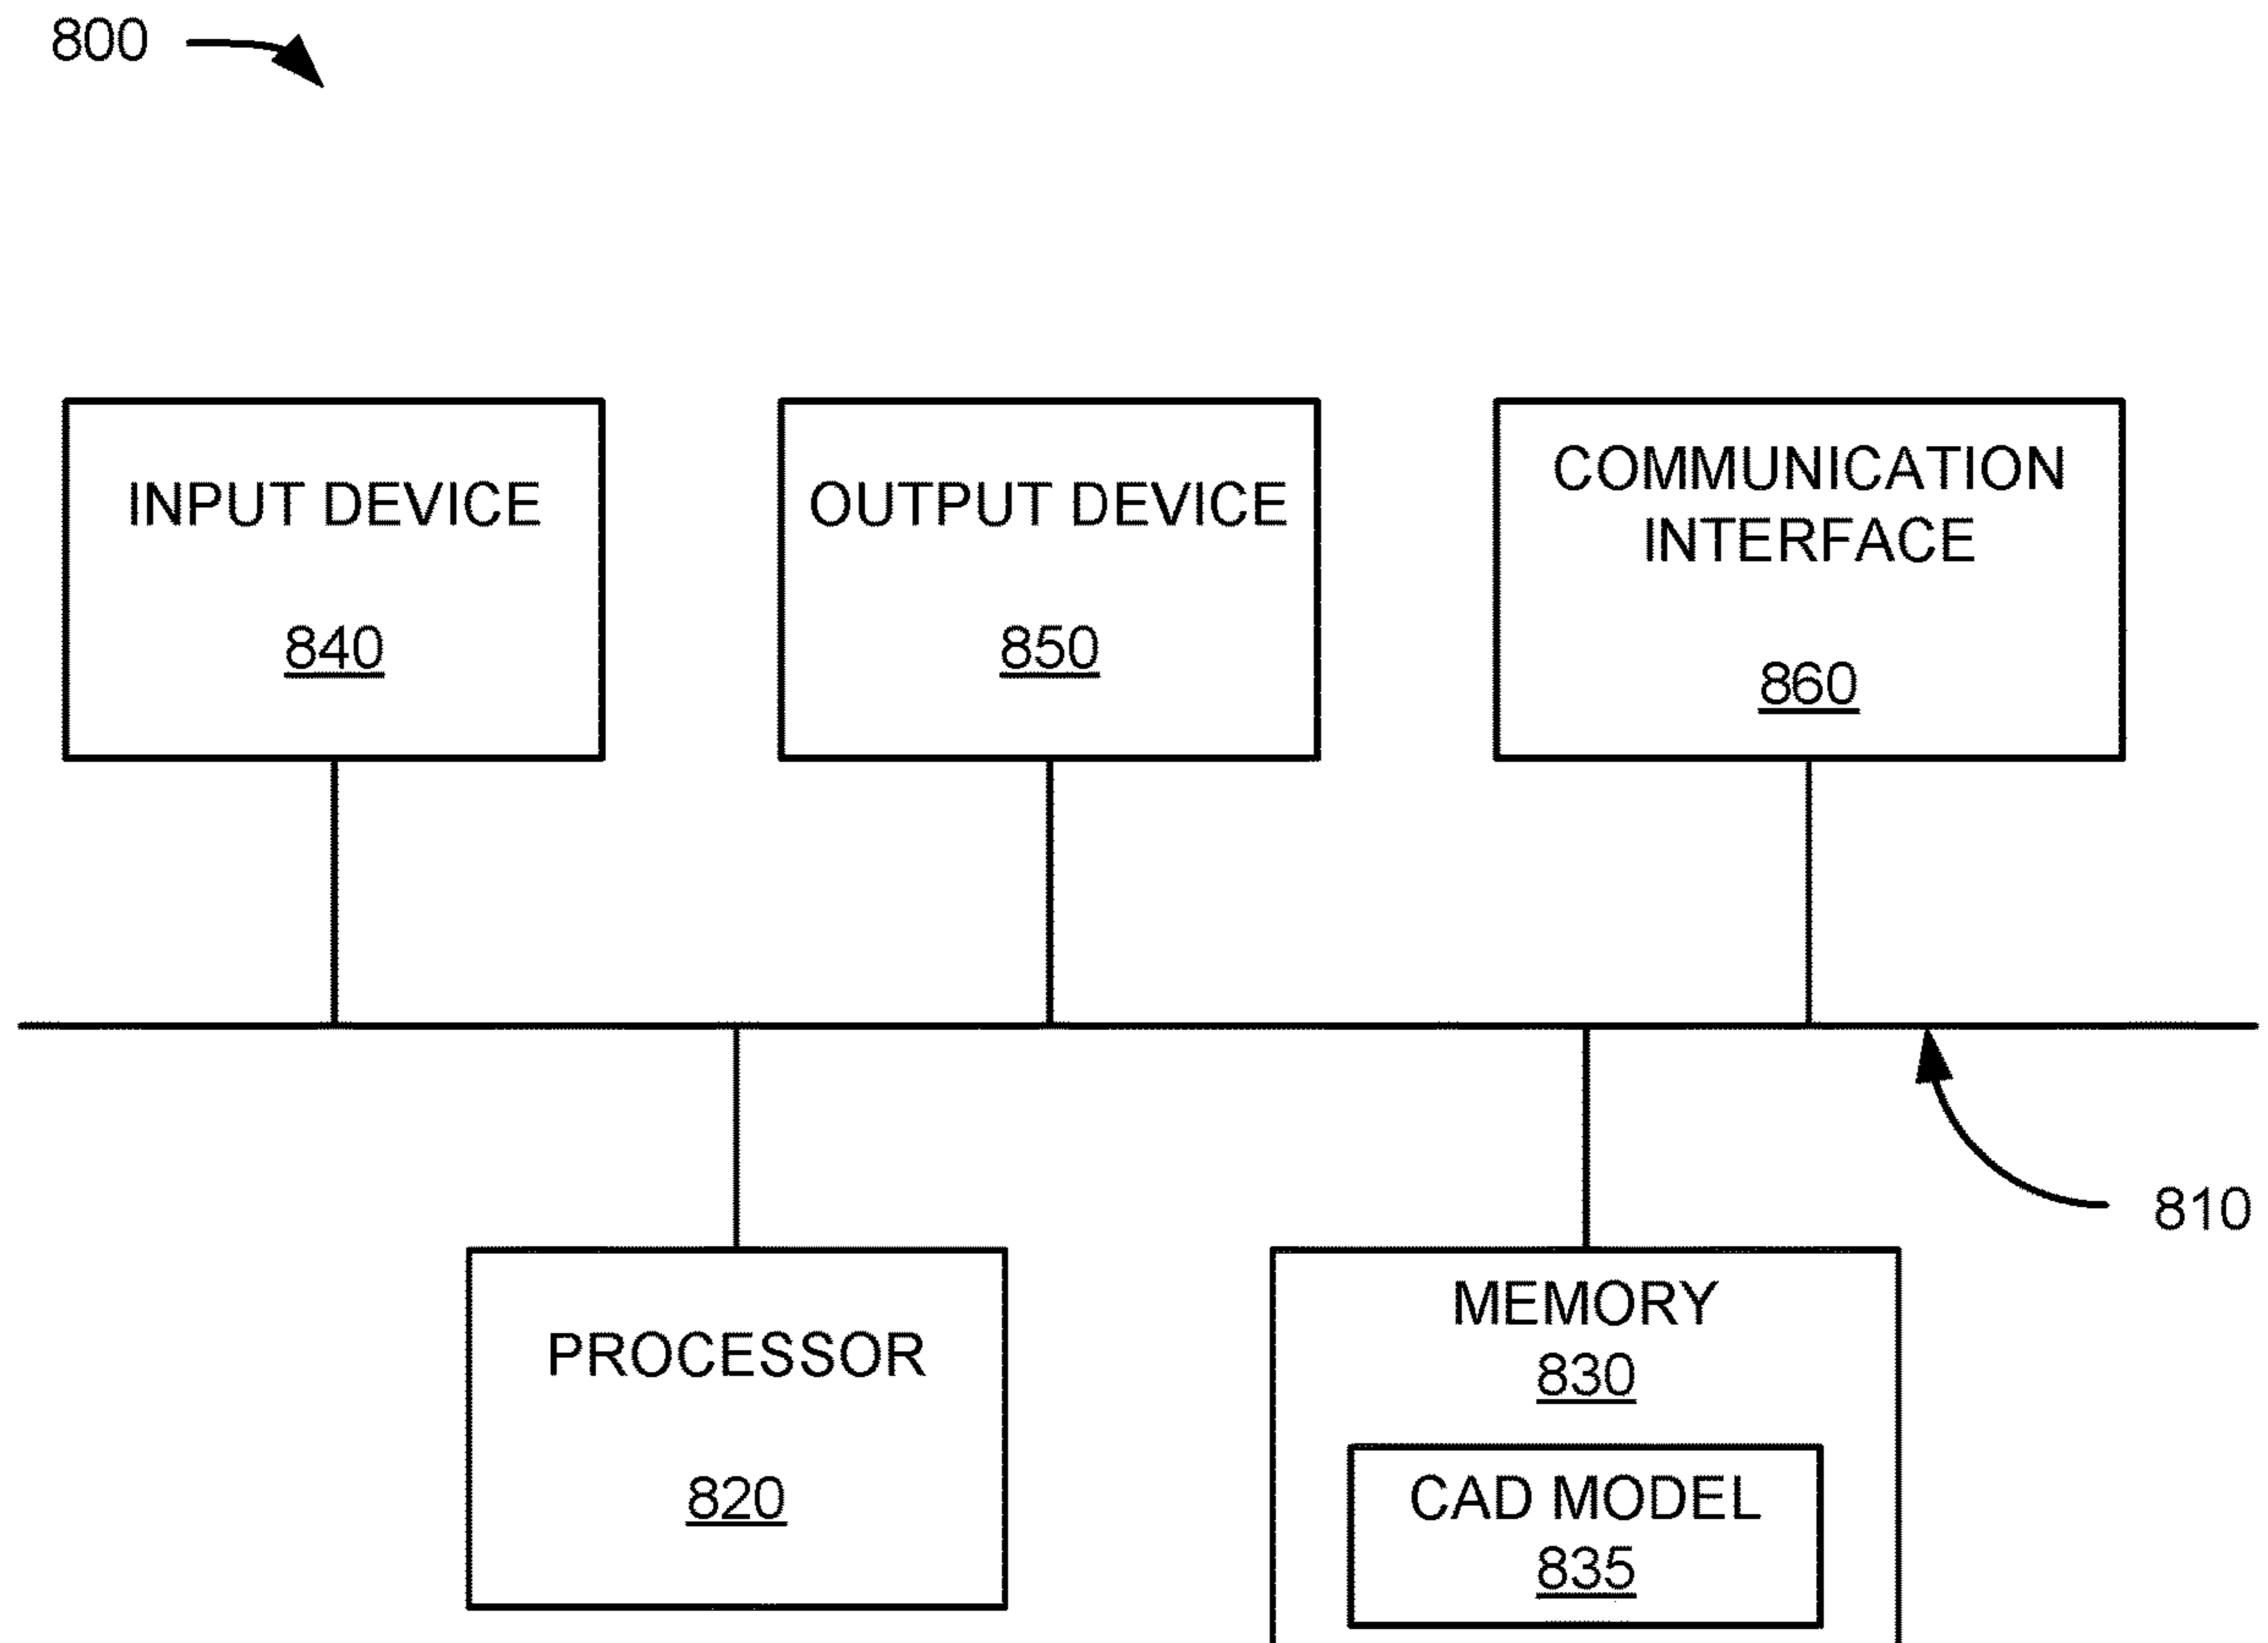 800
INPUT DEVICE
840
OUTPUT DEVICE
850
COMMUNICATION
INTERFACE
860
810
PROCESSOR
820
MEMORY
830
CAD MODEL
835